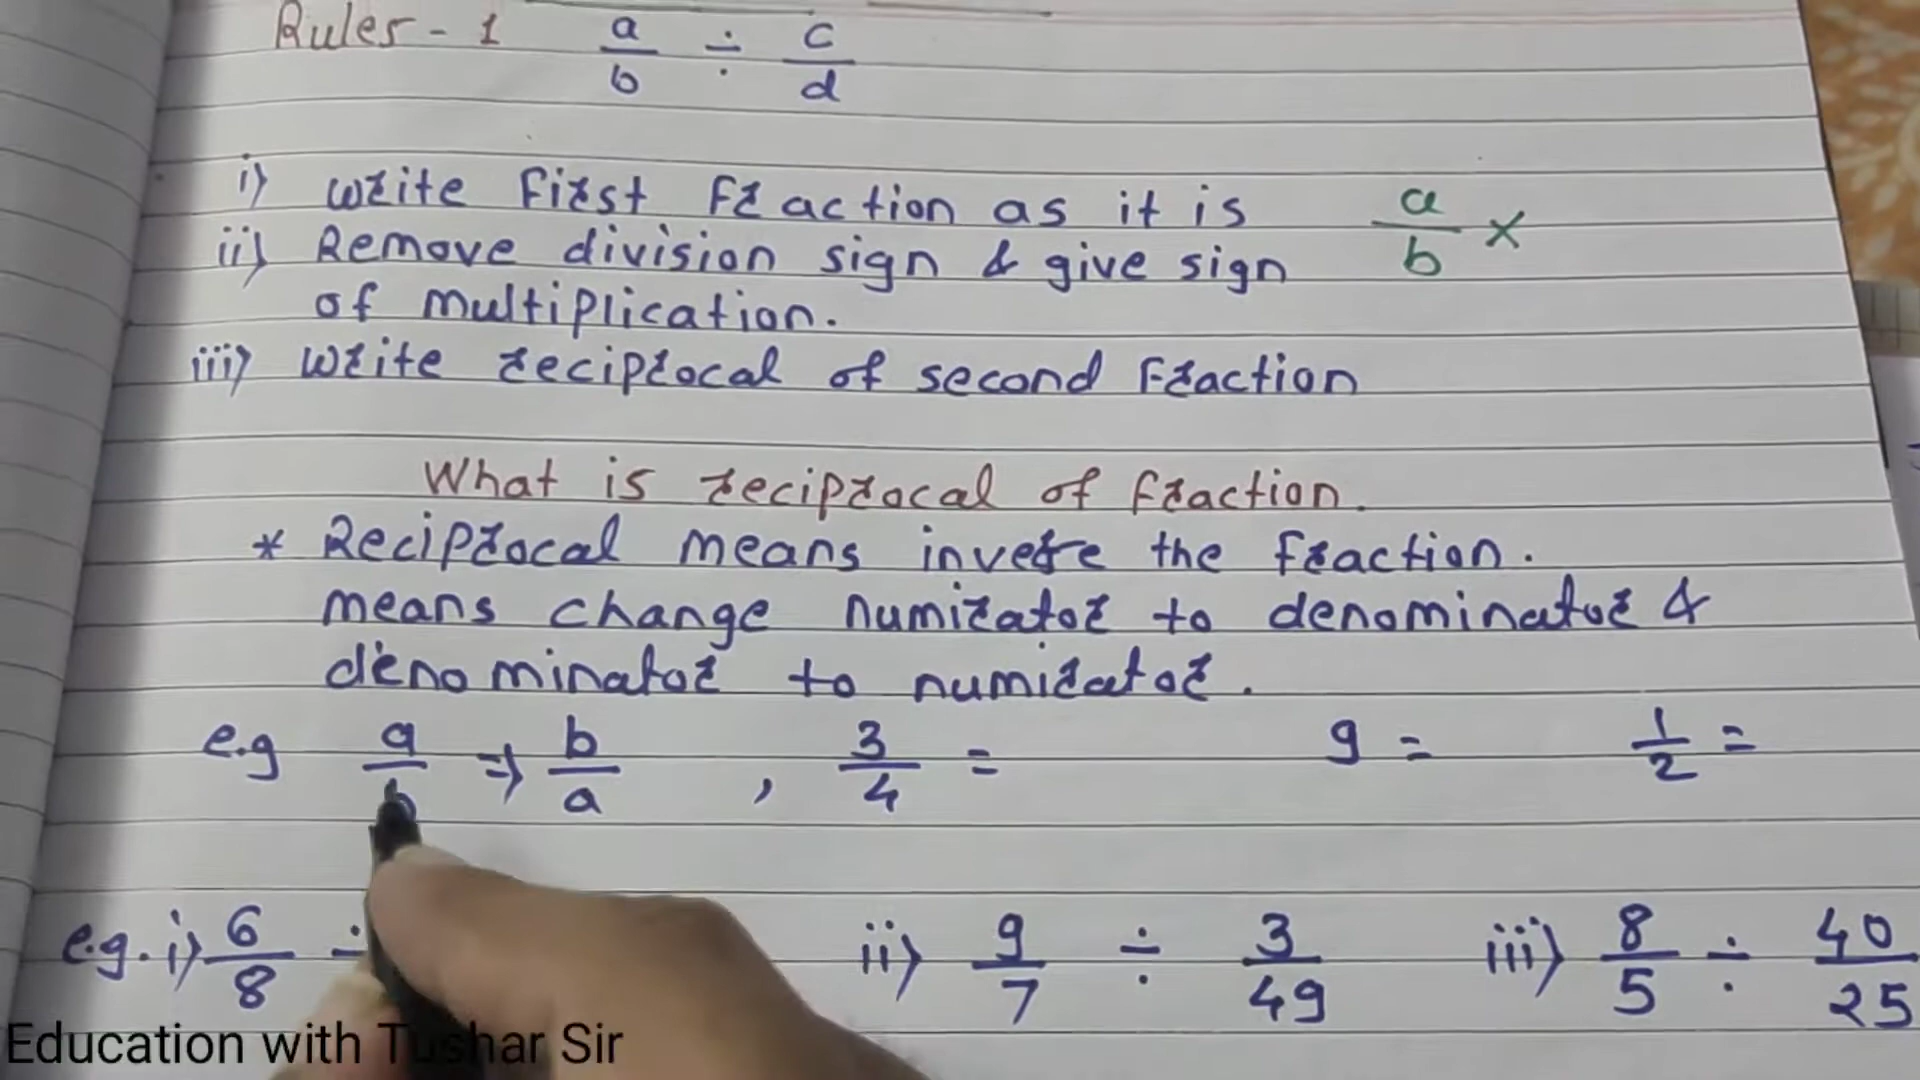 Rules - 1 a/b ÷ c/d
i) write First Fraction as it is a/b ×
ii) Remove division sign & give sign
of multiplication.
iii) write reciprocal of second Fraction
What is reciprocal of fraction.
* Reciprocal means inverse the fraction.
means change numirator to denominator &
denominator to numirator.
e.g a/b ⇒ b/a , 3/4 = 9 = 1/2 =
e.g. i) 6/8 ÷ ii) 9/7 ÷ 3/49 iii) 8/5 ÷ 40/25
Education with Tushar Sir